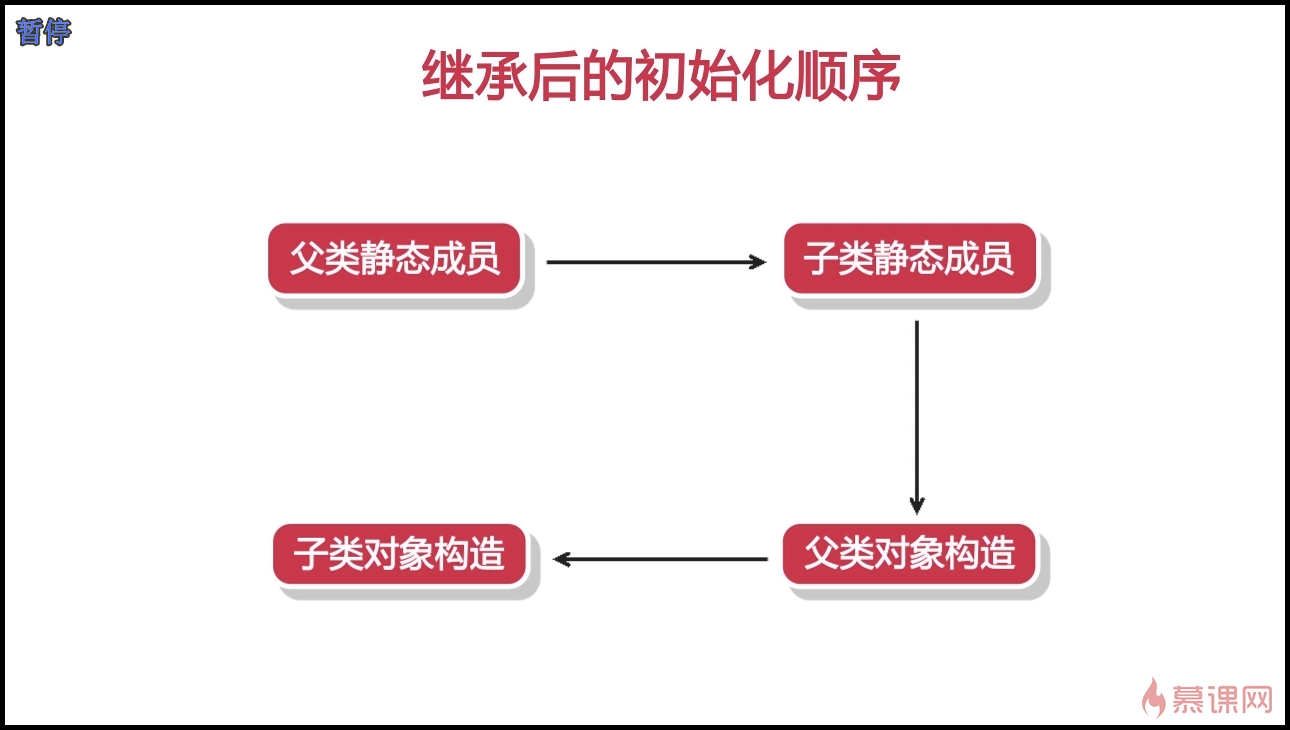 暂停
继承后的初始化顺序
父类静态成员
子类静态成员
子类对象构造
父类对象构造
慕课网